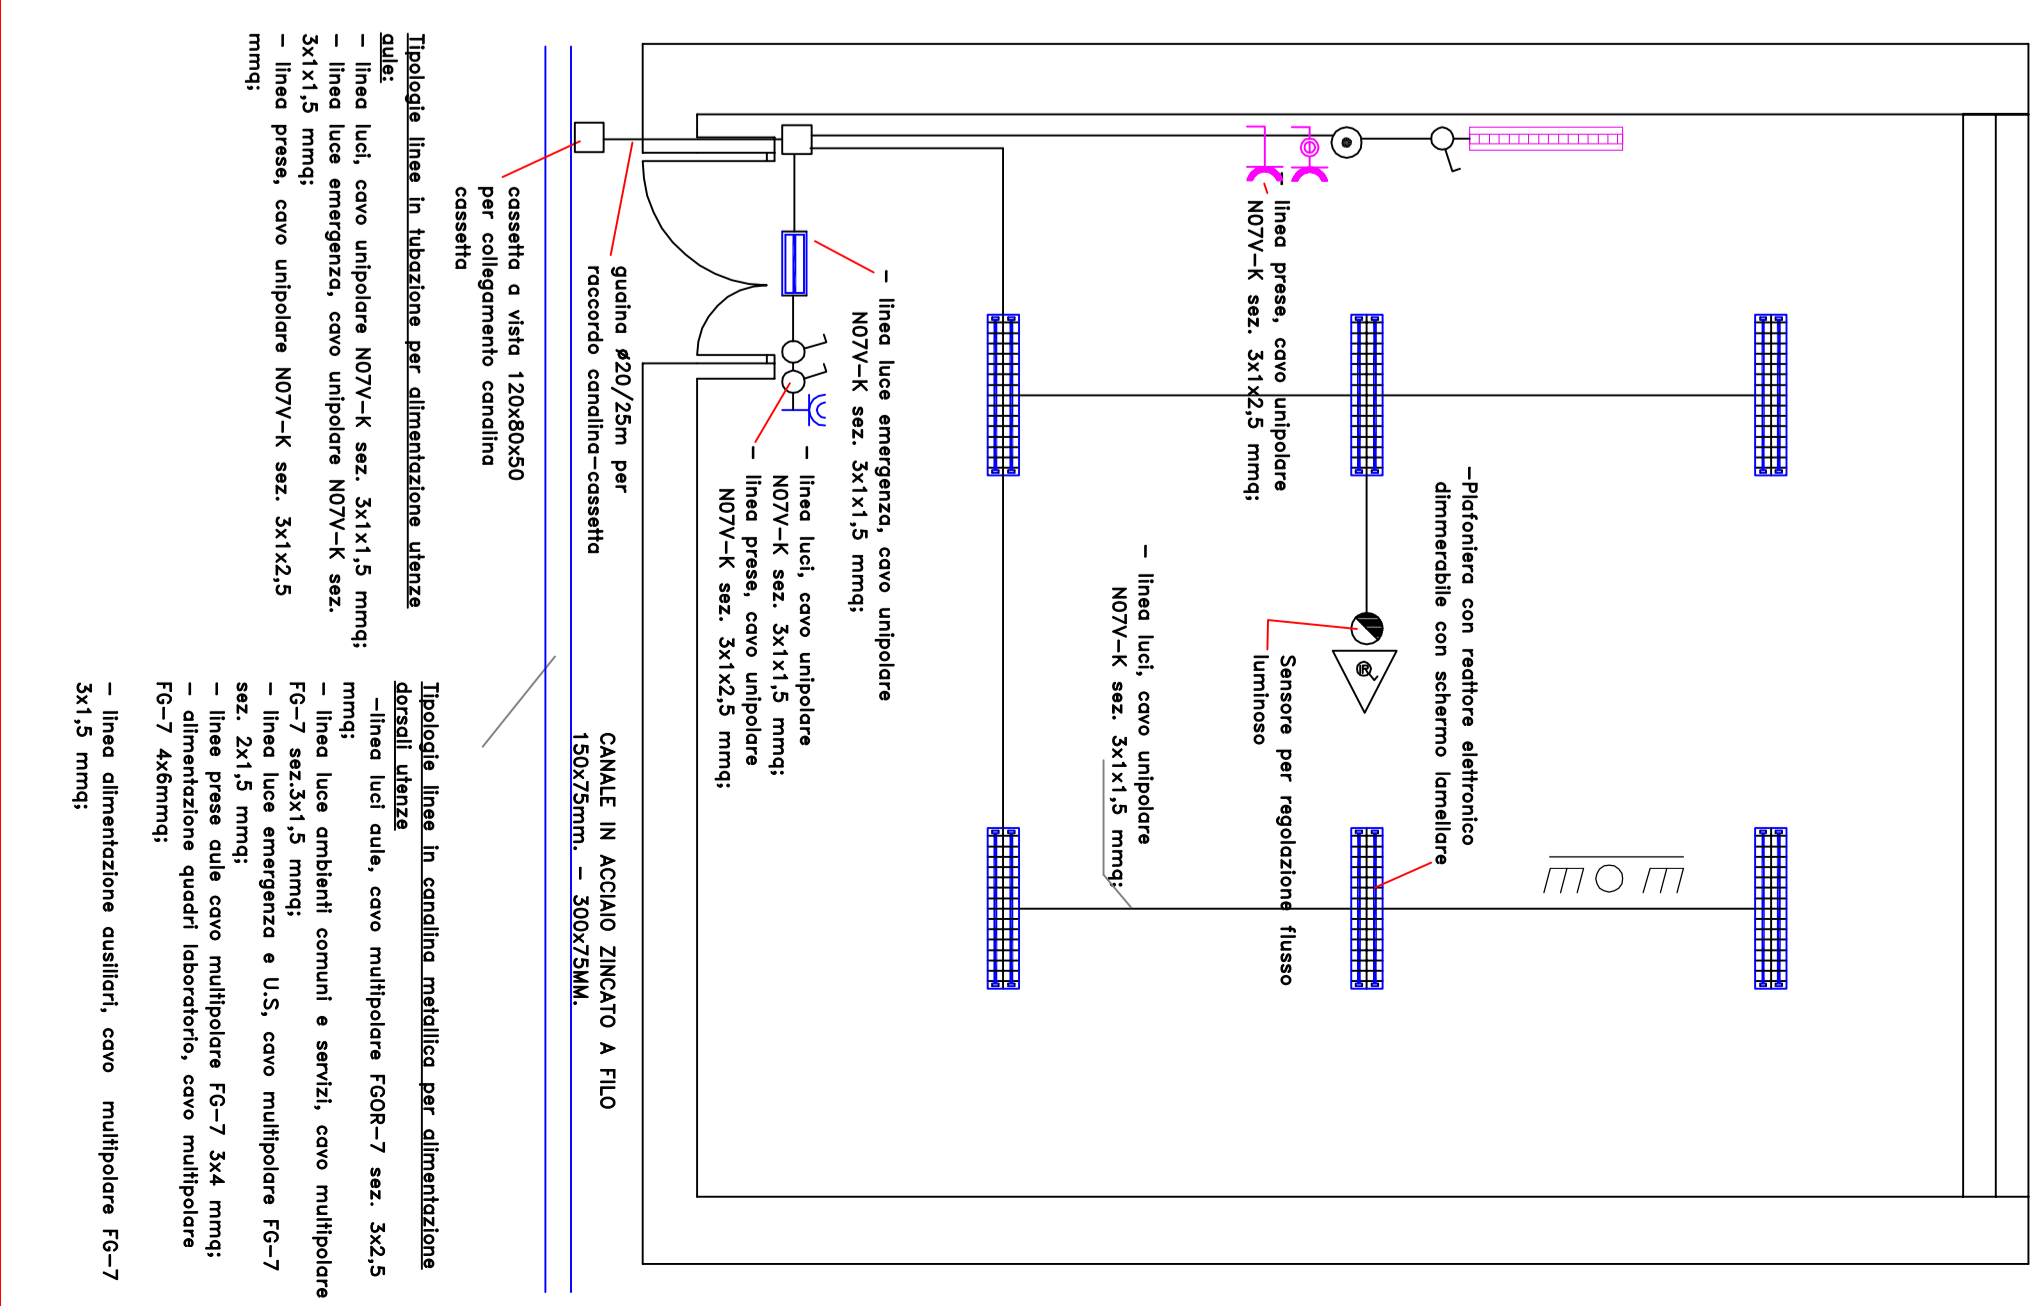 - linea prese, cavo unipolare
N07V-K sez. 3x1x2,5 mmq;
-Plafoniera con reattore elettronico
dimmerabile con schermo lamellare
Sensore per regolazione flusso
luminoso
- linea luci, cavo unipolare
N07V-K sez. 3x1x1,5 mmq;
- linea luce emergenza, cavo unipolare
N07V-K sez. 3x1x1,5 mmq;
- linea luci, cavo unipolare
N07V-K sez. 3x1x1,5 mmq;
- linea prese, cavo unipolare
N07V-K sez. 3x1x2,5 mmq;
guaina ø20/25m per
raccordo canalina-cassetta
cassetta a vista 120x80x50
per collegamento canalina
cassetta
CANALE IN ACCIAIO ZINCATO A FILO
150x75mm. - 300x75MM.
Tipologie linee in tubazione per alimentazione utenze
aule:
- linea luci, cavo unipolare N07V-K sez. 3x1x1,5 mmq;
- linea luce emergenza, cavo unipolare N07V-K sez.
3x1x1,5 mmq;
- linea prese, cavo unipolare N07V-K sez. 3x1x2,5
mmq;
Tipologie linee in canalina metallica per alimentazione
dorsali utenze
-linea luci aule, cavo multipolare FGOR-7 sez. 3x2,5
mmq;
- linea luce ambienti comuni e servizi, cavo multipolare
FG-7 sez.3x1,5 mmq;
- linea luce emergenza e U.S, cavo multipolare FG-7
sez. 2x1,5 mmq;
- linee prese aule cavo multipolare FG-7 3x4 mmq;
- alimentazione quadri laboratorio, cavo multipolare
FG-7 4x6mmq;
- linea alimentazione ausiliari, cavo multipolare FG-7
3x1,5 mmq;